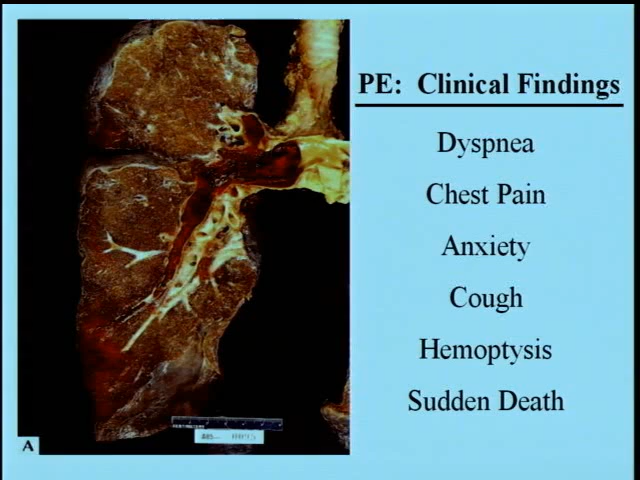 PE: Clinical Findings
Dyspnea
Chest Pain
Anxiety
Cough
Hemoptysis
Sudden Death
A